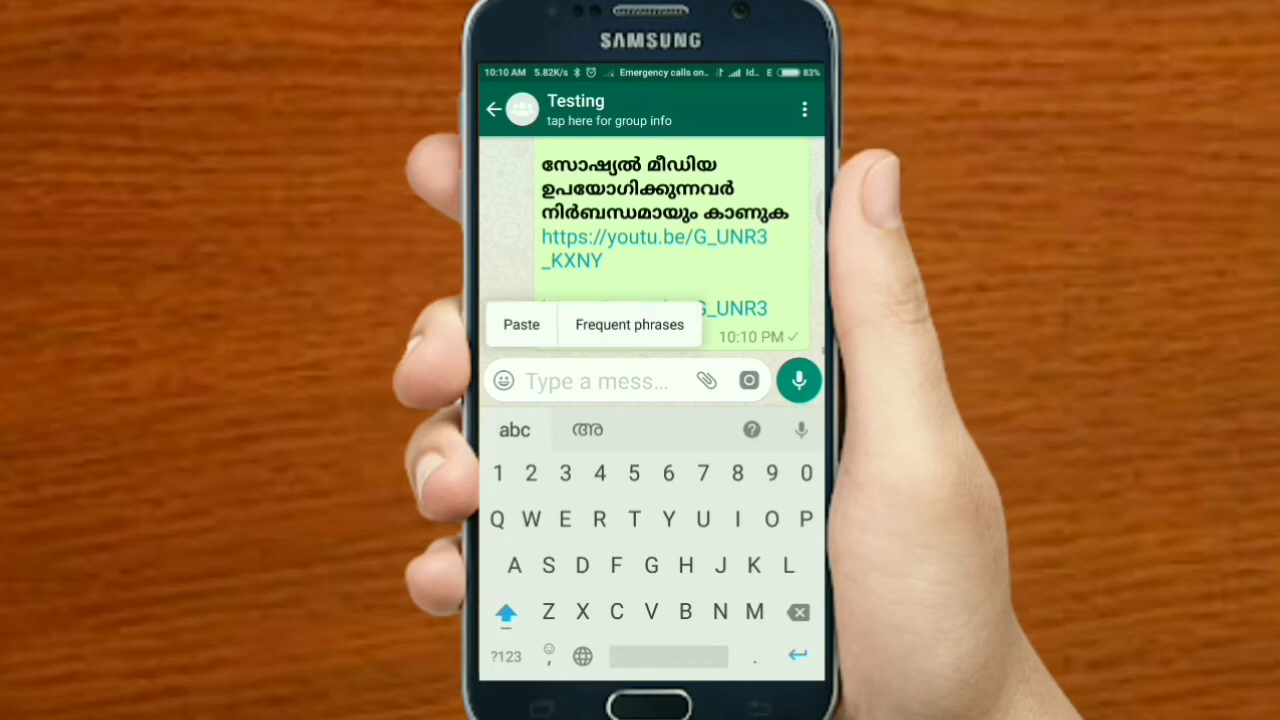 SAMSUNG
10:10 AM 5.82K/s Emergency calls on.. Id.. E 83%
Testing
tap here for group info
സോഷ്യൽ മീഡിയ
ഉപയോഗിക്കുന്നവർ
നിർബന്ധമായും കാണുക
https://youtu.be/G_UNR3
_KXNY
G_UNR3
Paste Frequent phrases
10:10 PM
Type a mess...
abc അ
1 2 3 4 5 6 7 8 9 0
Q W E R T Y U I O P
A S D F G H J K L
Z X C V B N M
?123 , .